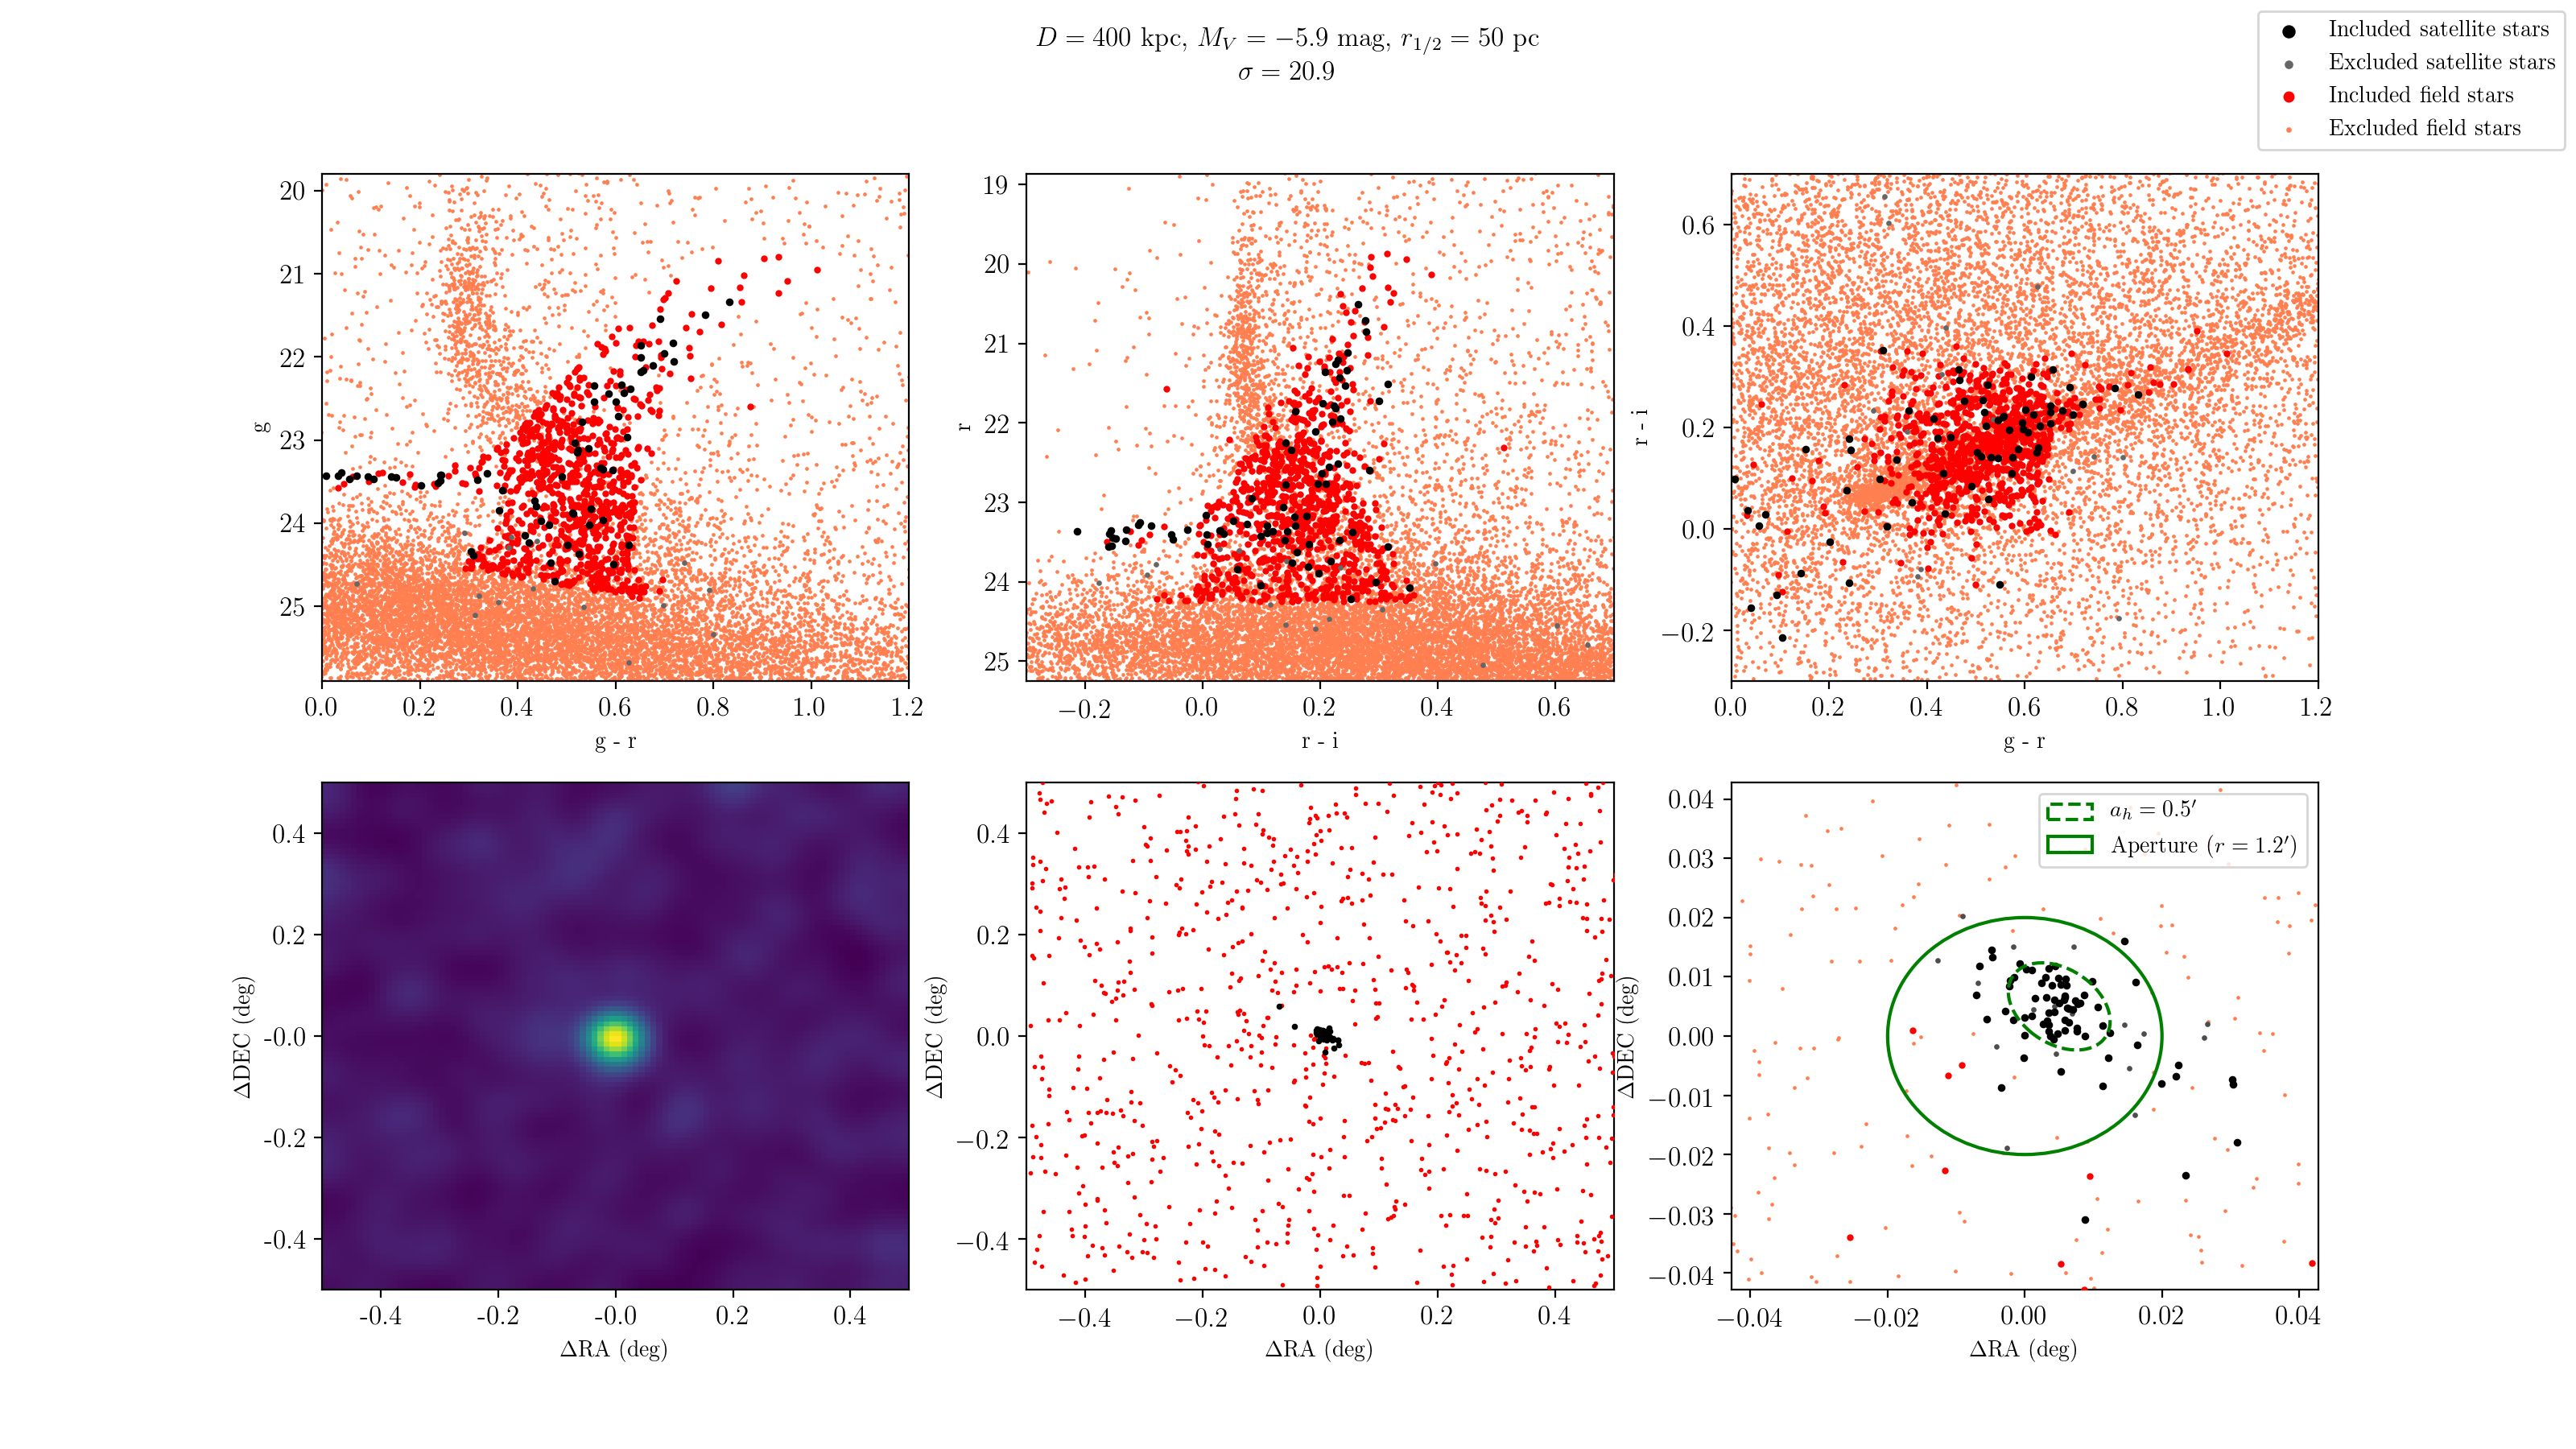 D = 400 kpc, M_V = −5.9 mag, r_{1/2} = 50 pc
σ = 20.9
Included satellite stars
Excluded satellite stars
Included field stars
Excluded field stars
20
21
22
23
24
25
g
0.0 0.2 0.4 0.6 0.8 1.0 1.2
g - r
19
20
21
22
23
24
25
r
−0.2 0.0 0.2 0.4 0.6
r - i
0.6
0.4
0.2
0.0
−0.2
r - i
0.0 0.2 0.4 0.6 0.8 1.0 1.2
g - r
0.4
0.2
-0.0
-0.2
-0.4
ΔDEC (deg)
-0.4 -0.2 -0.0 0.2 0.4
ΔRA (deg)
0.4
0.2
0.0
−0.2
−0.4
ΔDEC (deg)
−0.4 −0.2 0.0 0.2 0.4
ΔRA (deg)
a_h = 0.5′
Aperture (r = 1.2′)
0.04
0.03
0.02
0.01
0.00
−0.01
−0.02
−0.03
−0.04
ΔDEC (deg)
−0.04 −0.02 0.00 0.02 0.04
ΔRA (deg)